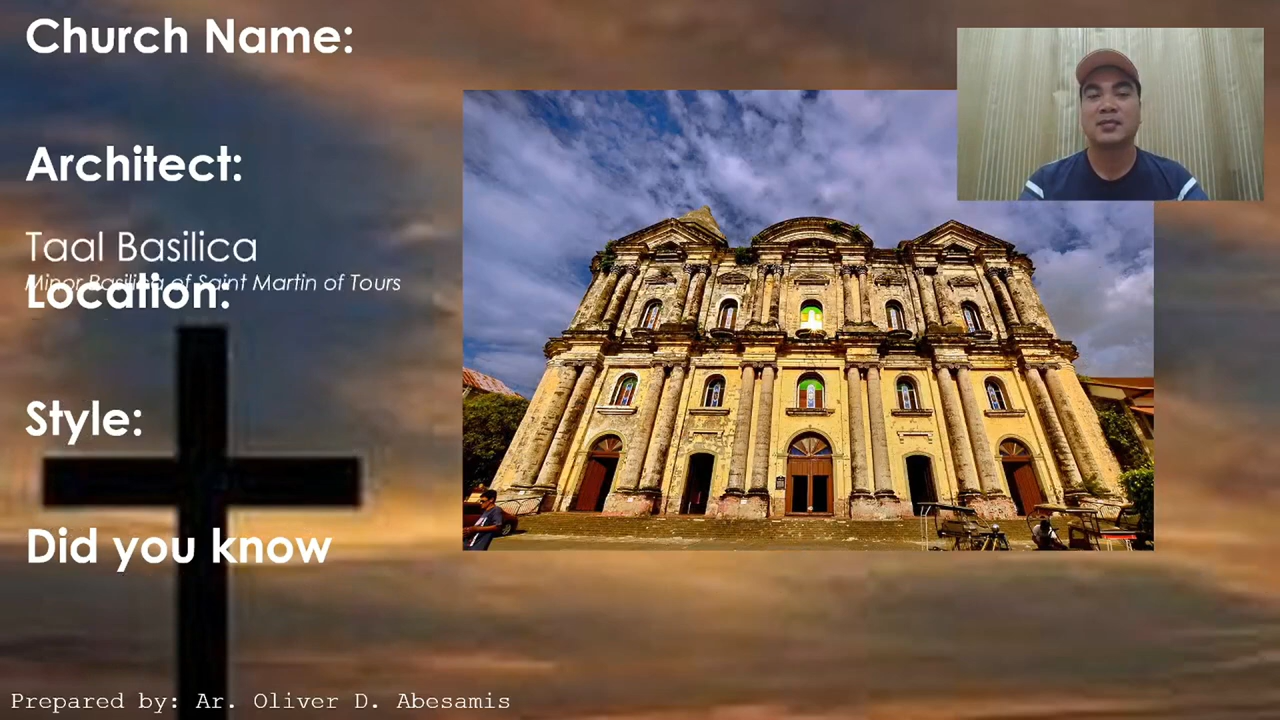 Church Name:
Architect:
Taal Basilica
Minor Basilica of Saint Martin of Tours
Location:
Style:
Did you know
Prepared by: Ar. Oliver D. Abesamis